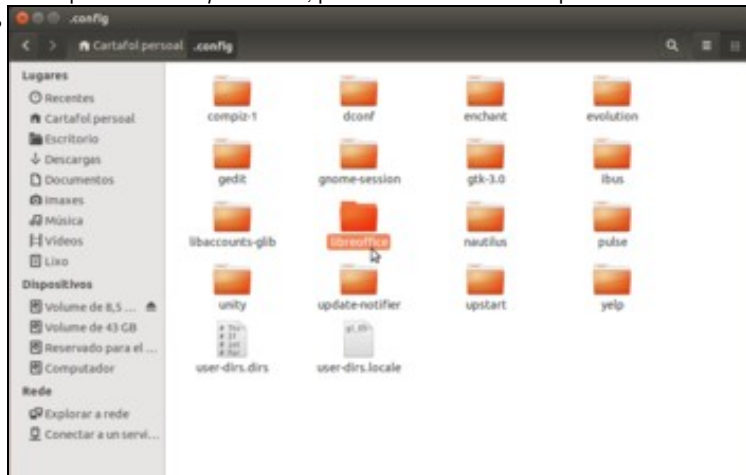 .config
Cartafol persoal .config
Lugares
Recentes
Cartafol persoal
Escritorio
Descargas
Documentos
Imaxes
Música
Vídeos
Lixo
Dispositivos
Volume de 8,5 ...
Volume de 43 GB
Reservado para el ...
Computador
Rede
Explorar a rede
Conectar a un servi...
compiz-1 dconf enchant evolution
gedit gnome-session gtk-3.0 ibus
libaccounts-glib libreoffice nautilus pulse
unity update-notifier upstart yelp
user-dirs.dirs user-dirs.locale